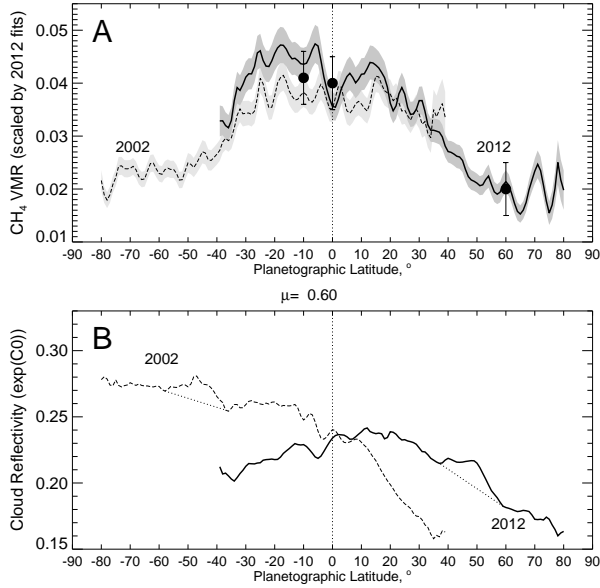 A
CH4 VMR (scaled by 2012 fits)
0.05
0.04
0.03
0.02
0.01
2002
2012
-90 -80 -70 -60 -50 -40 -30 -20 -10 0 10 20 30 40 50 60 70 80 90
Planetographic Latitude, °
μ= 0.60
B
Cloud Reflectivity (exp(C0))
0.30
0.25
0.20
0.15
2002
2012
-90 -80 -70 -60 -50 -40 -30 -20 -10 0 10 20 30 40 50 60 70 80 90
Planetographic Latitude, °